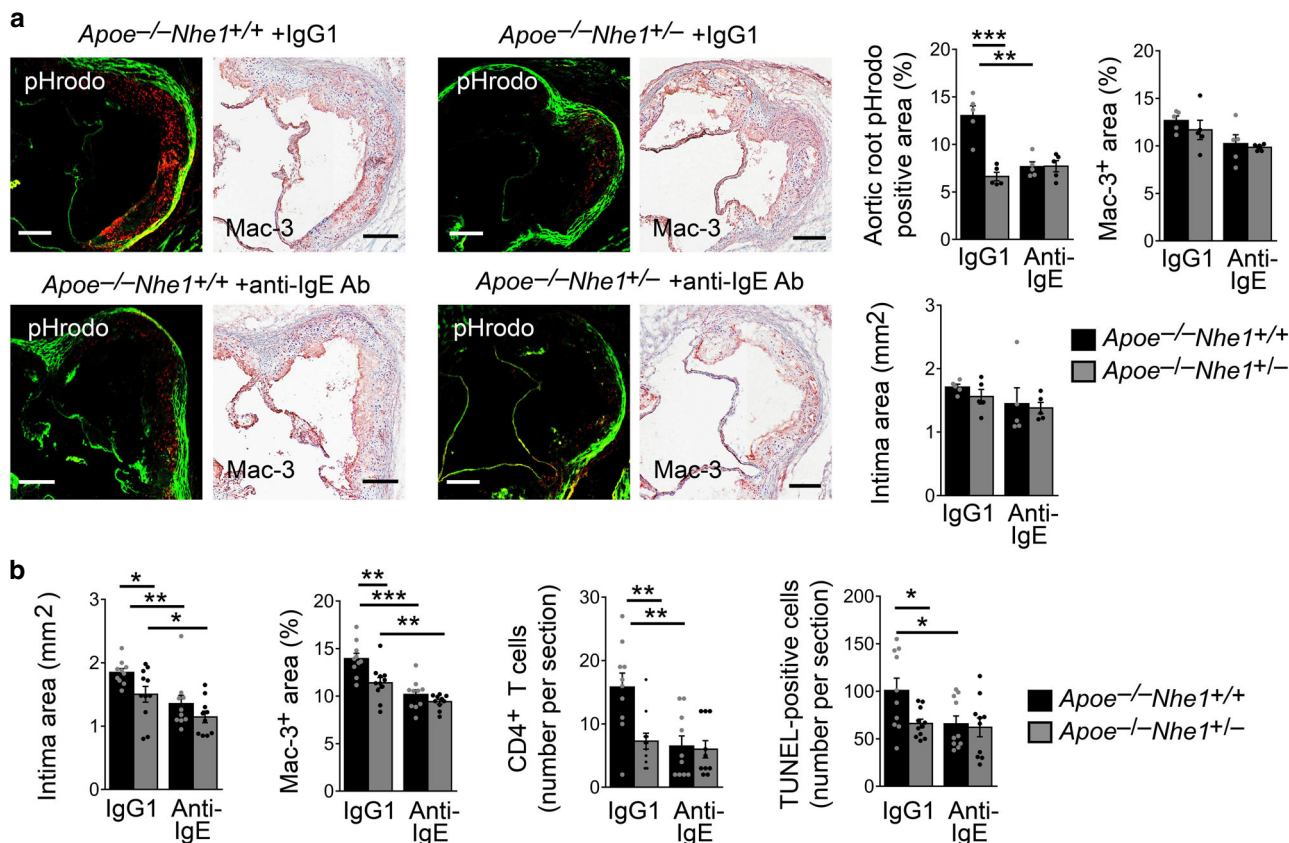 a
Apoe–/–Nhe1+/+ +IgG1
Apoe–/–Nhe1+/– +IgG1
pHrodo
Mac-3
pHrodo
Mac-3
Apoe–/–Nhe1+/+ +anti-IgE Ab
Apoe–/–Nhe1+/– +anti-IgE Ab
pHrodo
Mac-3
pHrodo
Mac-3
Aortic root pHrodo
positive area (%)
20
15
10
5
0
***
**
IgG1
Anti-
IgE
Mac-3+ area (%)
20
15
10
5
0
IgG1
Anti-
IgE
Intima area (mm2)
3
2
1
0
IgG1
Anti-
IgE
Apoe–/–Nhe1+/+
Apoe–/–Nhe1+/–
b
Intima area (mm2)
3
2
1
0
*
**
*
IgG1
Anti-
IgE
Mac-3+ area (%)
20
15
10
5
0
**
***
**
IgG1
Anti-
IgE
CD4+ T cells
(number per section)
30
20
10
0
**
**
IgG1
Anti-
IgE
TUNEL-positive cells
(number per section)
200
150
100
50
0
*
*
IgG1
Anti-
IgE
Apoe–/–Nhe1+/+
Apoe–/–Nhe1+/–